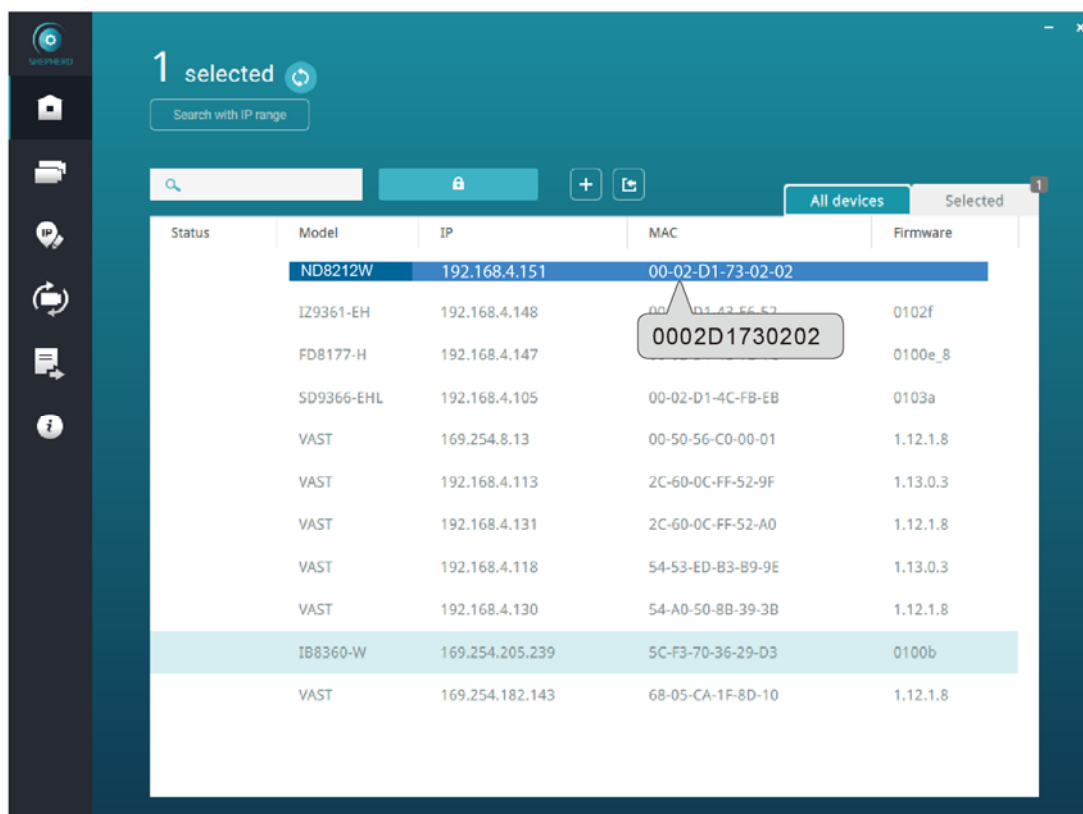 SHEPHERD
1 selected
Search with IP range
All devices
Selected
1
Status Model IP MAC Firmware
ND8212W 192.168.4.151 00-02-D1-73-02-02
IZ9361-EH 192.168.4.148 0102f
0002D1730202
FD8177-H 192.168.4.147 0100e_8
SD9366-EHL 192.168.4.105 00-02-D1-4C-FB-EB 0103a
VAST 169.254.8.13 00-50-56-C0-00-01 1.12.1.8
VAST 192.168.4.113 2C-60-0C-FF-52-9F 1.13.0.3
VAST 192.168.4.131 2C-60-0C-FF-52-A0 1.12.1.8
VAST 192.168.4.118 54-53-ED-B3-B9-9E 1.13.0.3
VAST 192.168.4.130 54-A0-50-8B-39-3B 1.12.1.8
IB8360-W 169.254.205.239 5C-F3-70-36-29-D3 0100b
VAST 169.254.182.143 68-05-CA-1F-8D-10 1.12.1.8
IP